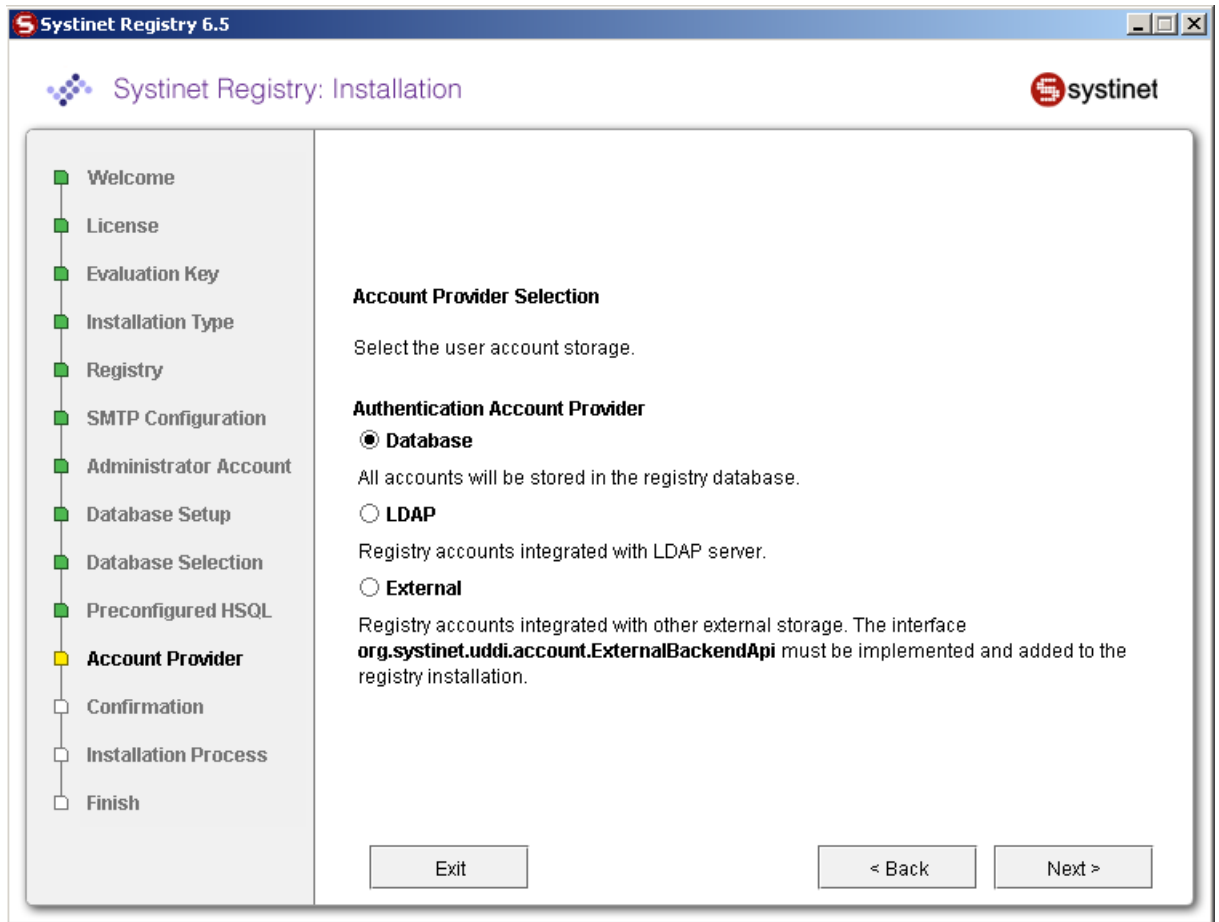 Systinet Registry 6.5
Systinet Registry: Installation
systinet
Welcome
License
Evaluation Key
Installation Type
Registry
SMTP Configuration
Administrator Account
Database Setup
Database Selection
Preconfigured HSQL
Account Provider
Confirmation
Installation Process
Finish
Account Provider Selection
Select the user account storage.
Authentication Account Provider
Database
All accounts will be stored in the registry database.
LDAP
Registry accounts integrated with LDAP server.
External
Registry accounts integrated with other external storage. The interface
org.systinet.uddi.account.ExternalBackendApi must be implemented and added to the
registry installation.
Exit
< Back
Next >